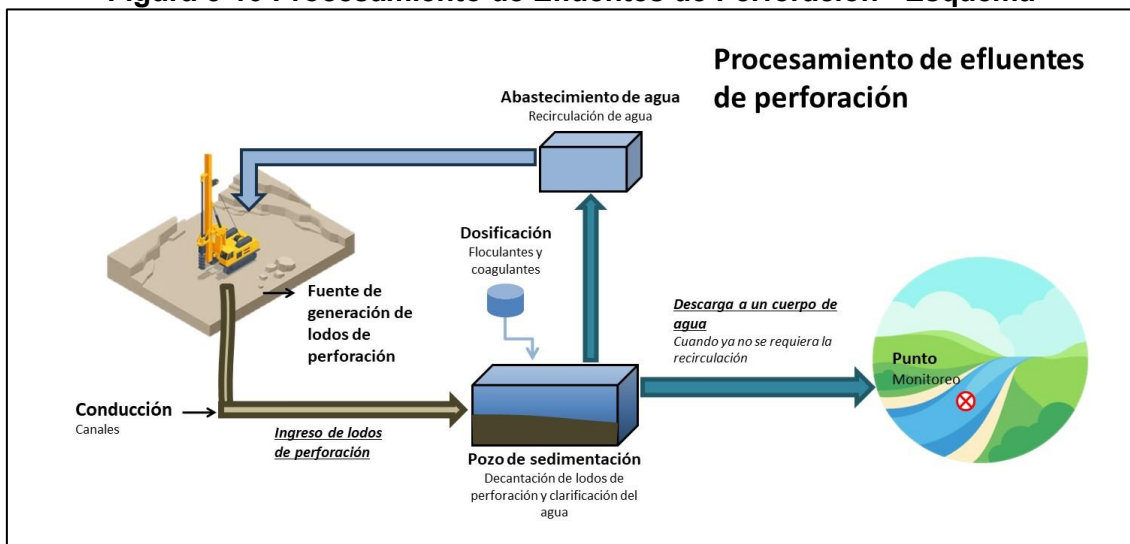 Procesamiento de efluentes
de perforación
Abastecimiento de agua
Recirculación de agua
Dosificación
Floculantes y
coagulantes
Fuente de
generación de
lodos de
perforación
Descarga a un cuerpo de
agua
Cuando ya no se requiera la
recirculación
Punto
Monitoreo
Conducción
Canales
Ingreso de lodos
de perforación
Pozo de sedimentación
Decantación de lodos de
perforación y clarificación del
agua